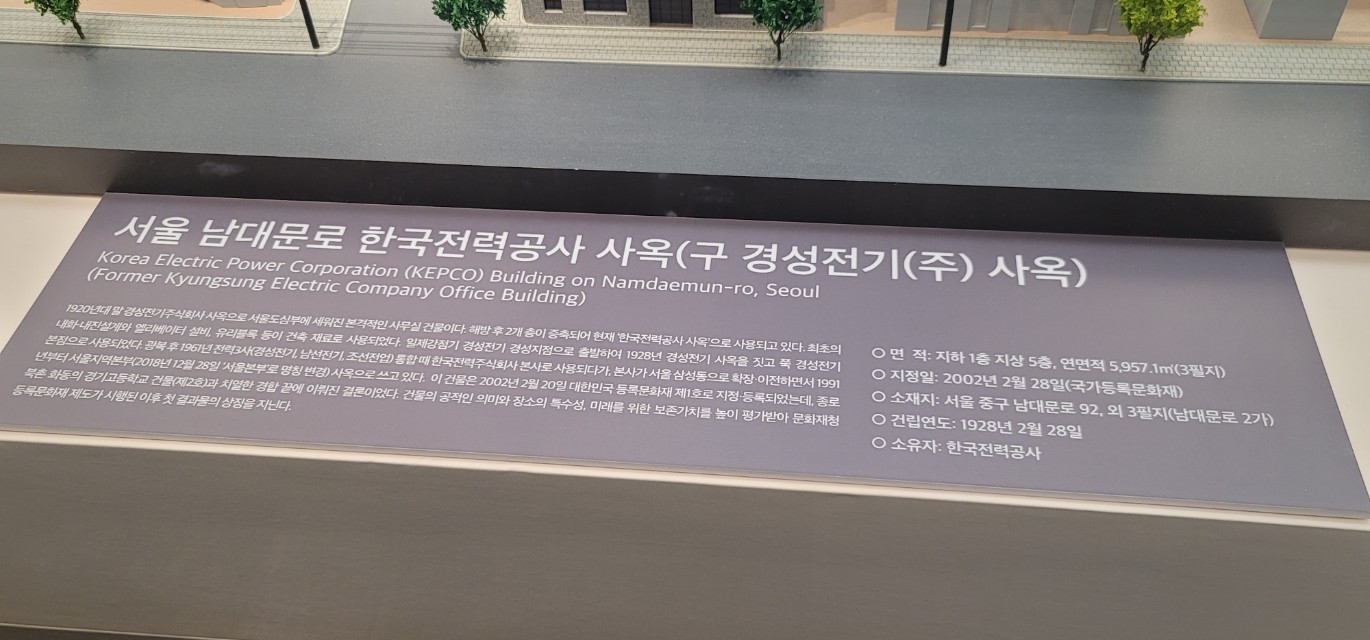 서울 남대문로 한국전력공사 사옥(구 경성전기(주) 사옥)
Korea Electric Power Corporation (KEPCO) Building on Namdaemun-ro, Seoul
(Former Kyungsung Electric Company Office Building)
1920년대 말 경성전기주식회사 사옥으로 서울도심부에 세워진 본격적인 사무실 건물이다. 해방 후 2개 층이 증축되어 현재 '한국전력공사 사옥'으로 사용되고 있다. 최초의
내화·내진설계와 엘리베이터 설비, 유리블록 등이 건축 재료로 사용되었다. 일제강점기 경성전기 경성지점으로 출발하여 1928년 경성전기 사옥을 짓고 쭉 경성전기
본점으로 사용되었다. 광복 후 1961년 전력3사(경성전기, 남선전기, 조선전업) 통합 때 한국전력주식회사 본사로 사용되다가, 본사가 서울 삼성동으로 확장·이전하면서 1991
년부터 서울지역본부(2018년 12월 28일 '서울본부'로 명칭 변경) 사옥으로 쓰고 있다. 이 건물은 2002년 2월 20일 대한민국 등록문화재 제1호로 지정·등록되었는데, 종로
북촌 화동의 경기고등학교 건물(제2호)과 치열한 경합 끝에 이뤄진 결론이었다. 건물의 공적인 의미와 장소의 특수성, 미래를 위한 보존가치를 높이 평가받아 문화재청
등록문화재 제도가 시행된 이후 첫 결과물의 상징을 지닌다.
○ 면 적: 지하 1층 지상 5층, 연면적 5,957.1㎡(3필지)
○ 지정일: 2002년 2월 28일(국가등록문화재)
○ 소재지: 서울 중구 남대문로 92, 외 3필지(남대문로 2가)
○ 건립연도: 1928년 2월 28일
○ 소유자: 한국전력공사